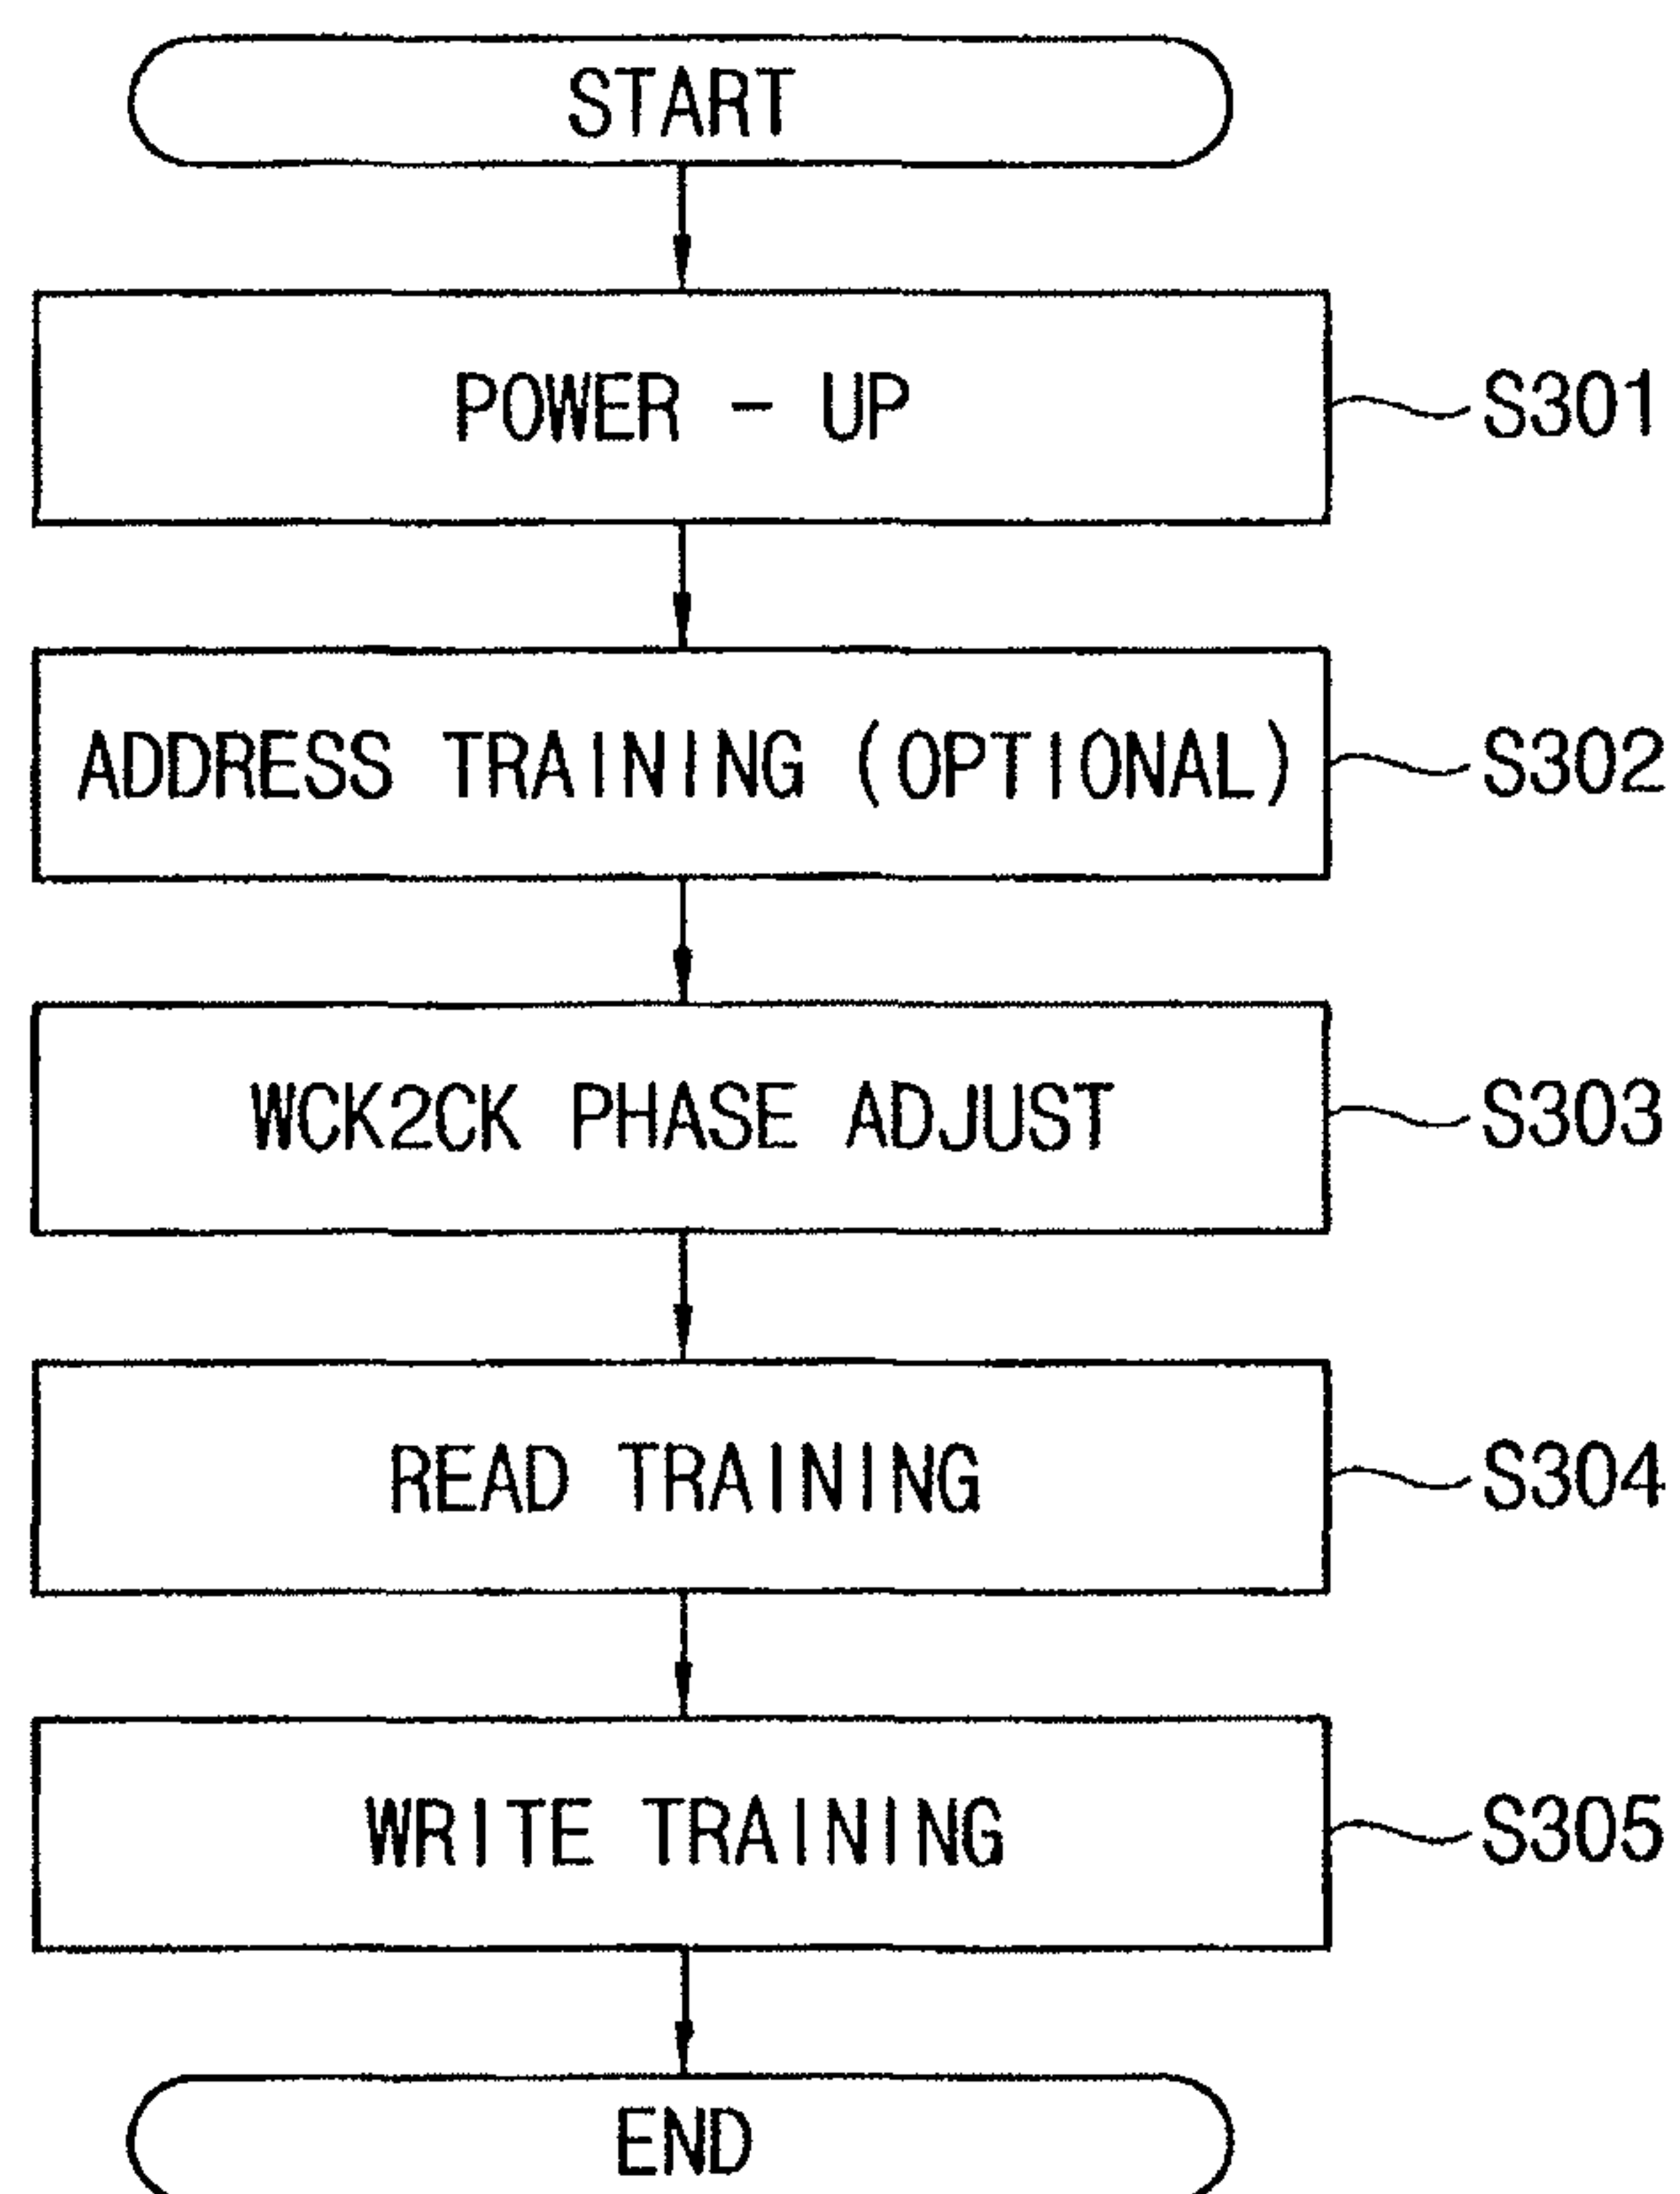 START
POWER - UP
S301
ADDRESS TRAINING (OPTIONAL)
S302
WCK2CK PHASE ADJUST
S303
READ TRAINING
S304
WRITE TRAINING
S305
END